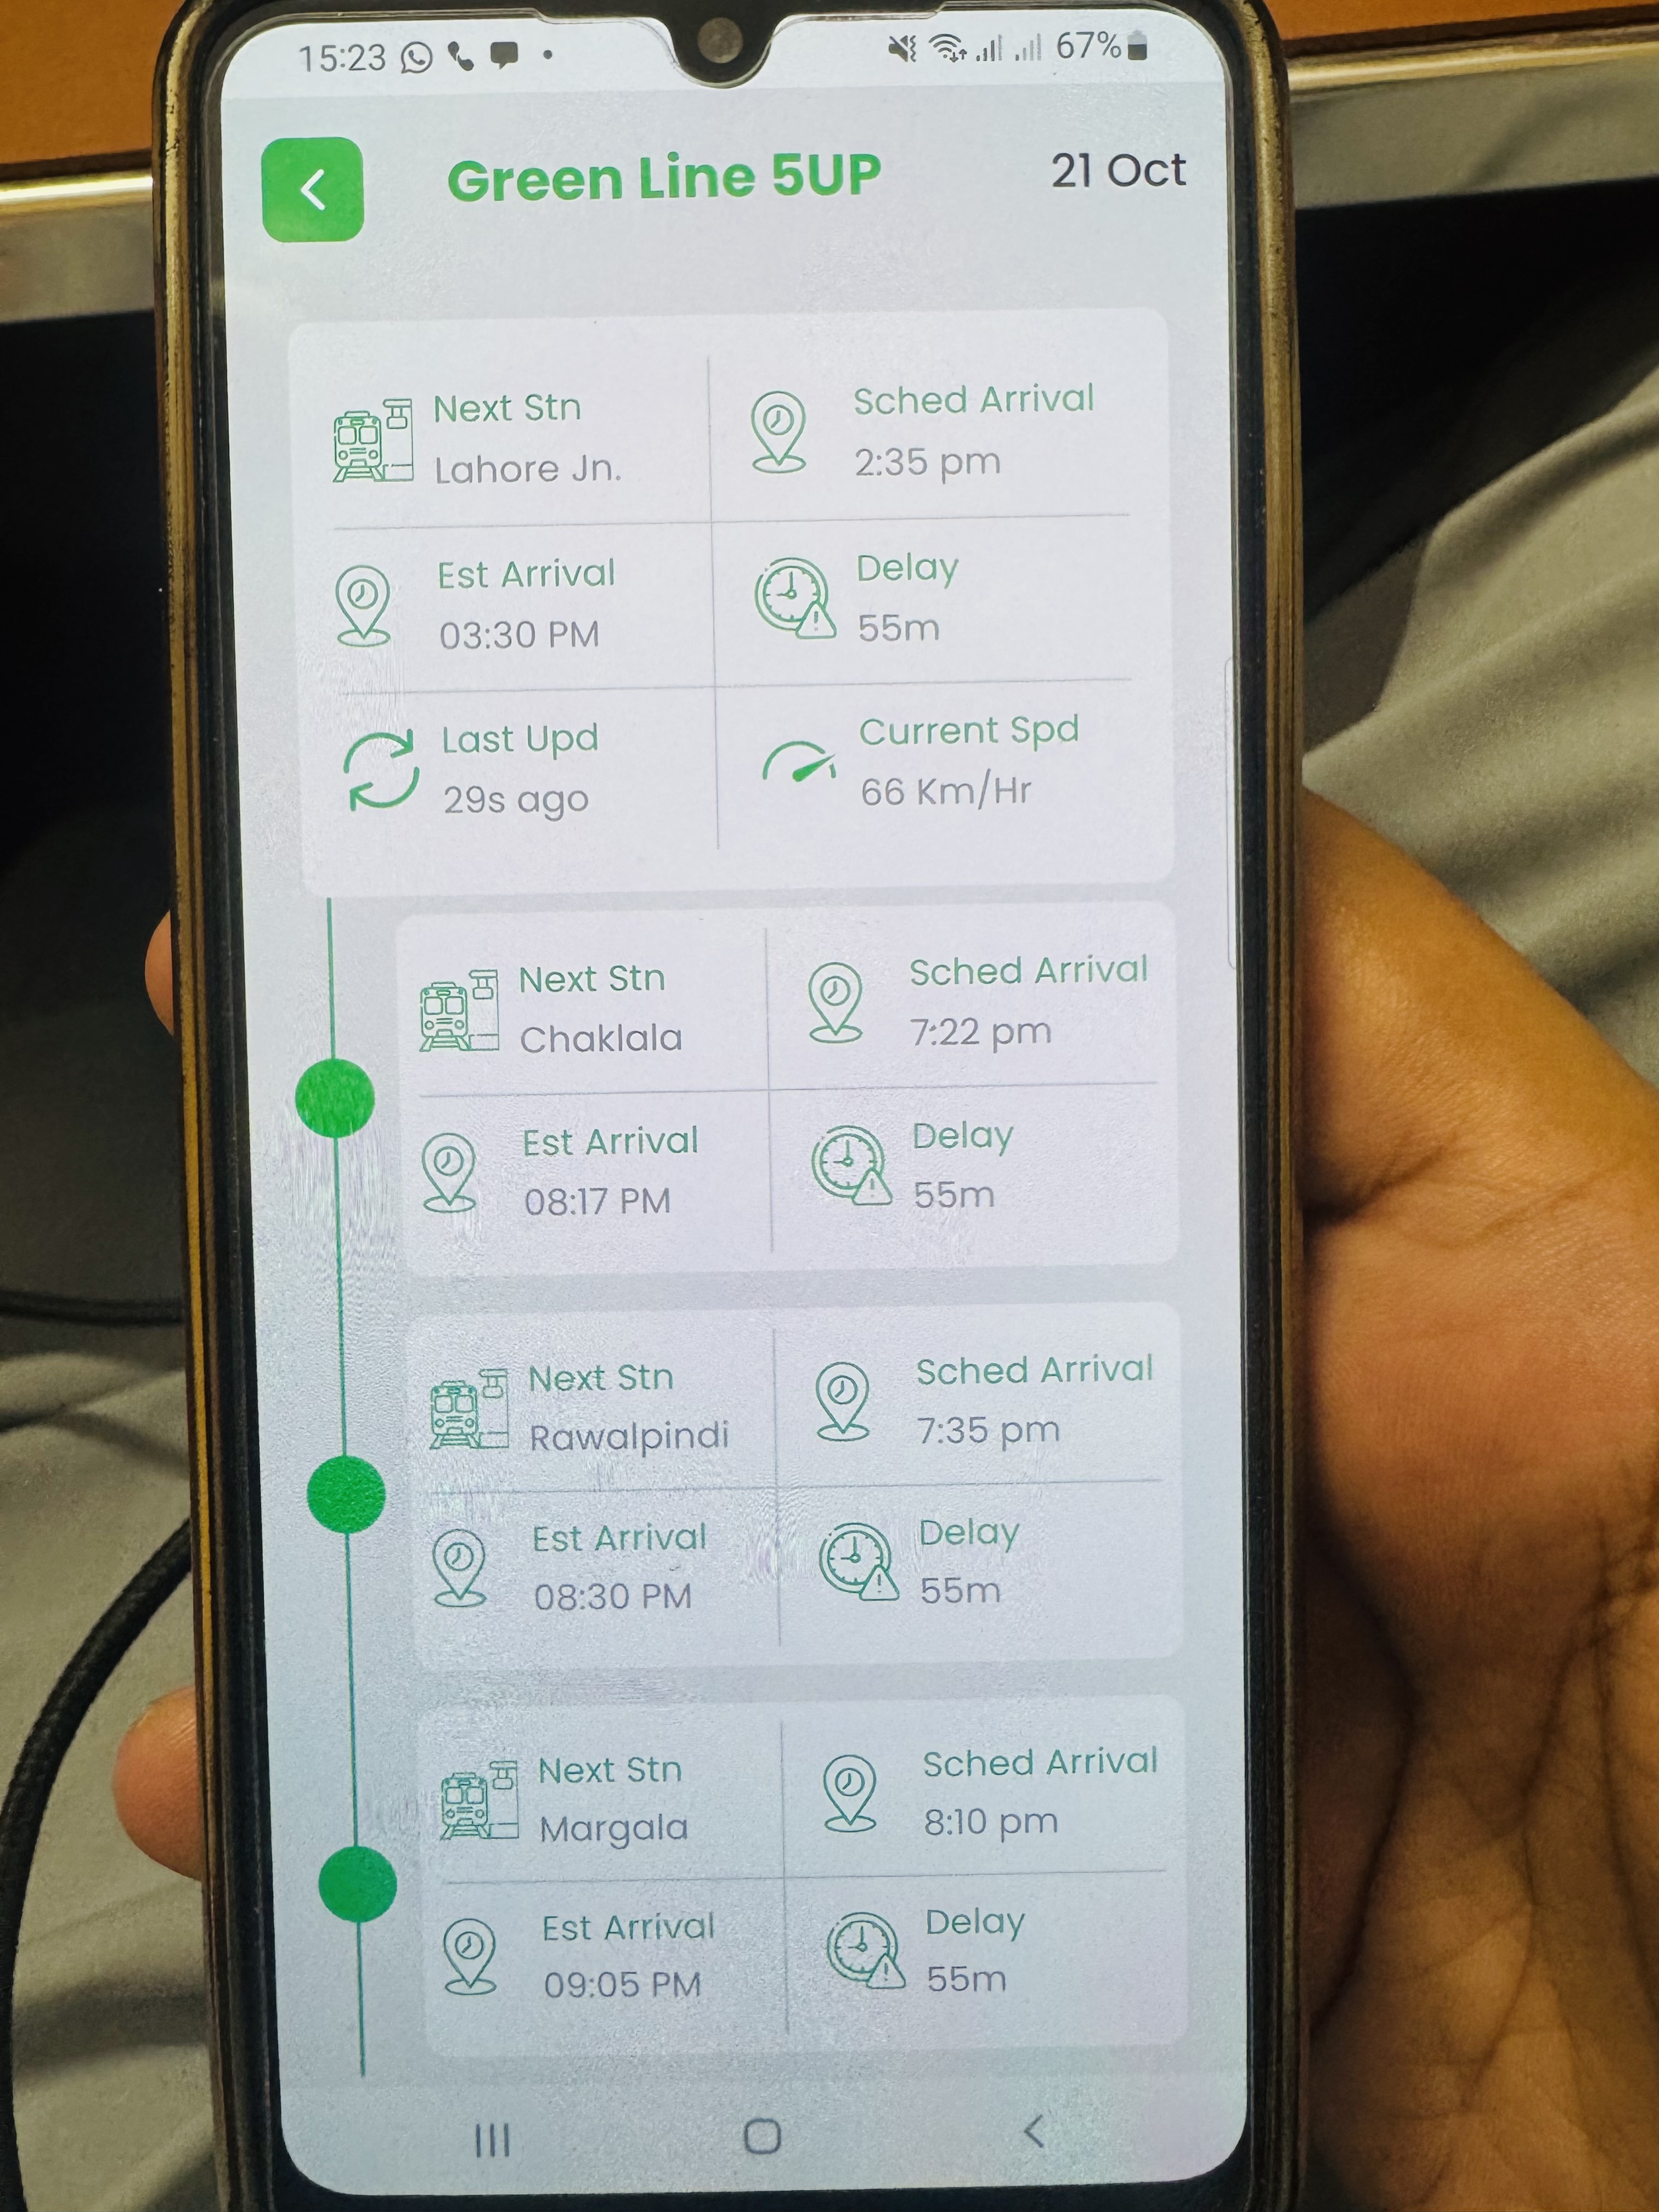 15:23
67%
Green Line 5UP
21 Oct
Next Stn
Lahore Jn.
Sched Arrival
2:35 pm
Est Arrival
03:30 PM
Delay
55m
Last Upd
29s ago
Current Spd
66 Km/Hr
Next Stn
Chaklala
Sched Arrival
7:22 pm
Est Arrival
08:17 PM
Delay
55m
Next Stn
Rawalpindi
Sched Arrival
7:35 pm
Est Arrival
08:30 PM
Delay
55m
Next Stn
Margala
Sched Arrival
8:10 pm
Est Arrival
09:05 PM
Delay
55m